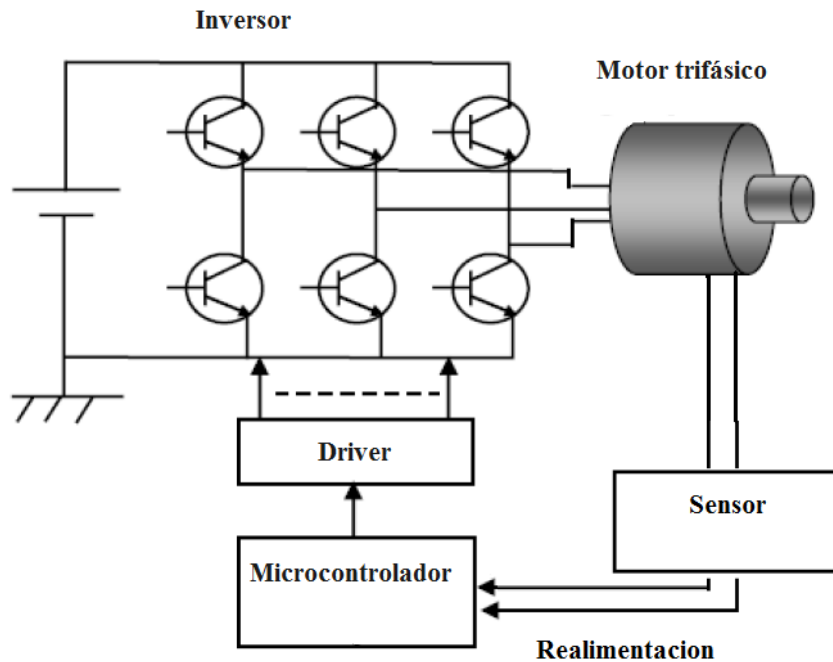 Inversor
Motor trifásico
Driver
Sensor
Microcontrolador
Realimentacion